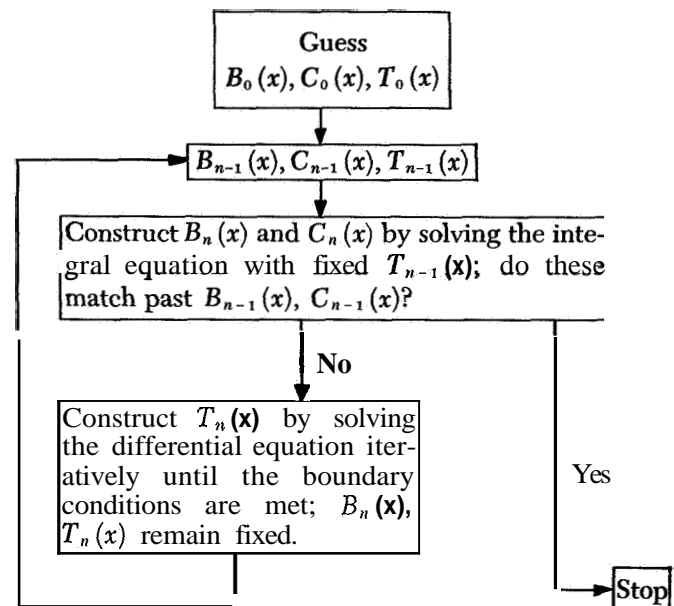 Guess
B₀(x), C₀(x), T₀(x)
Bₙ₋₁(x), Cₙ₋₁(x), Tₙ₋₁(x)
Construct Bₙ(x) and Cₙ(x) by solving the inte-
gral equation with fixed Tₙ₋₁(x); do these
match past Bₙ₋₁(x), Cₙ₋₁(x)?
No
Construct Tₙ(x) by solving
the differential equation iter-
atively until the boundary
conditions are met; Bₙ(x),
Tₙ(x) remain fixed.
Yes
Stop